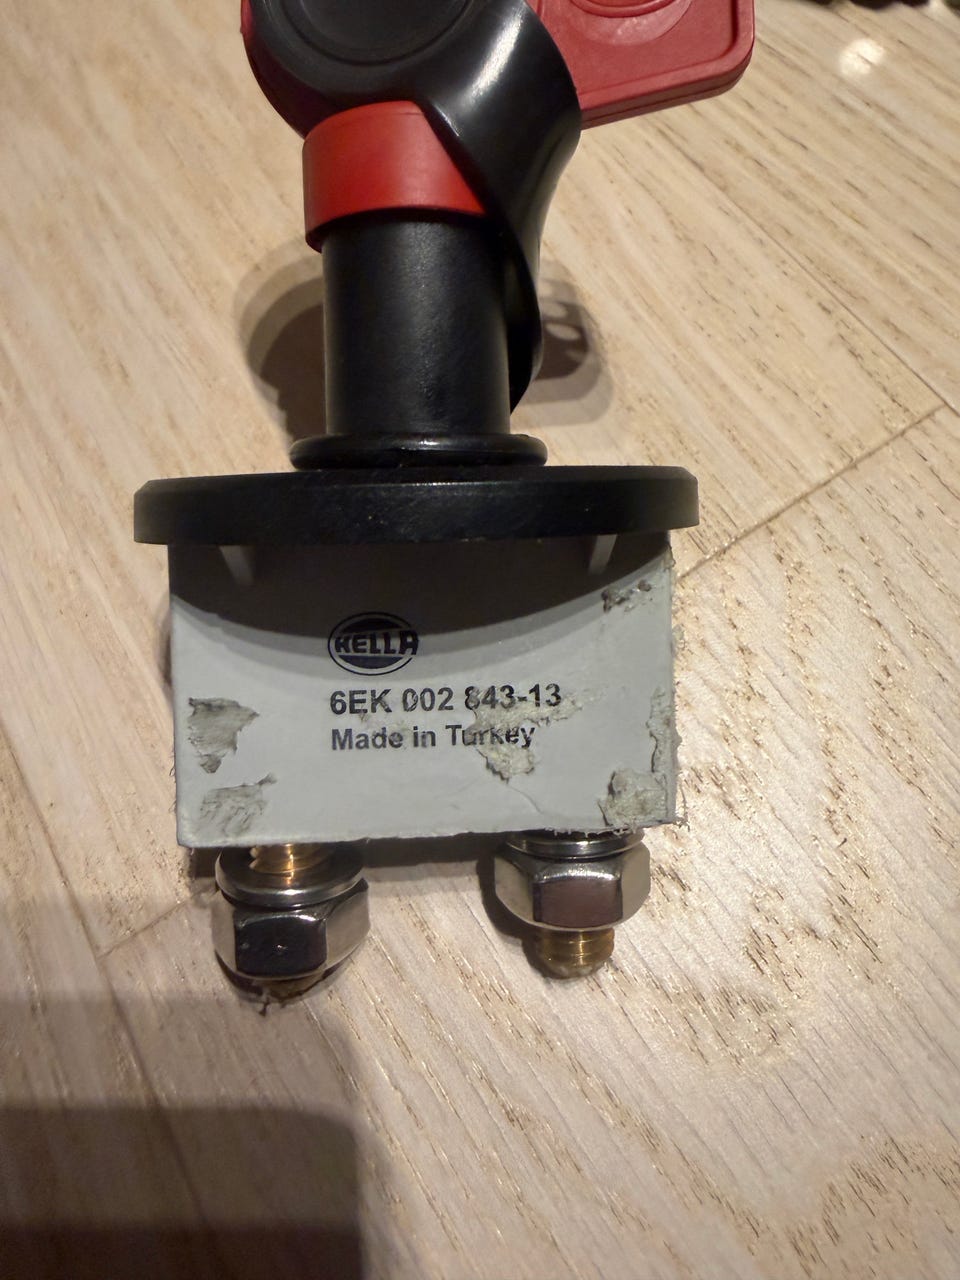 HELLA
6EK 002 843-13
Made in Turkey